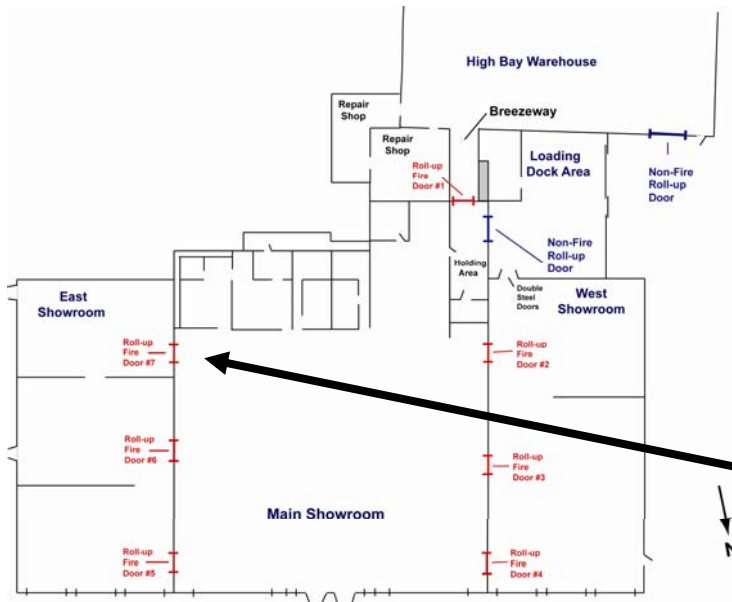 High Bay Warehouse
Repair
Shop
Breezeway
Repair
Shop
Roll-up
Fire
Door #1
Loading
Dock Area
Non-Fire
Roll-up
Door
Non-Fire
Roll-up
Door
Holding
Area
Double
Steel
Doors
East
Showroom
West
Showroom
Roll-up
Fire
Door #7
Roll-up
Fire
Door #2
Roll-up
Fire
Door #6
Roll-up
Fire
Door #3
Main Showroom
Roll-up
Fire
Door #5
Roll-up
Fire
Door #4